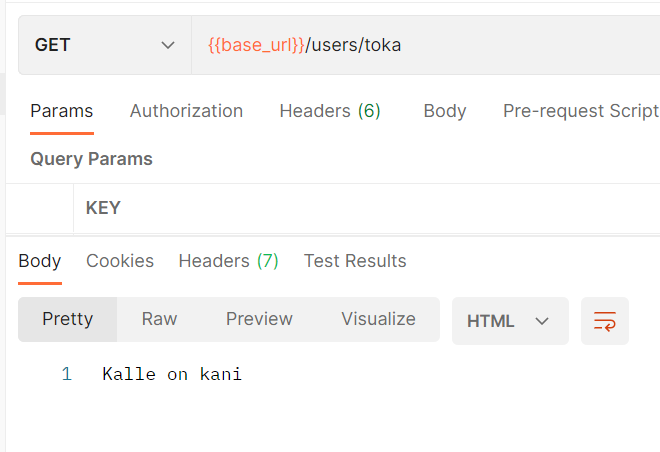 GET {{base_url}}/users/toka
Params Authorization Headers (6) Body Pre-request Script
Query Params
KEY
Body Cookies Headers (7) Test Results
Pretty Raw Preview Visualize HTML
1 Kalle on kani